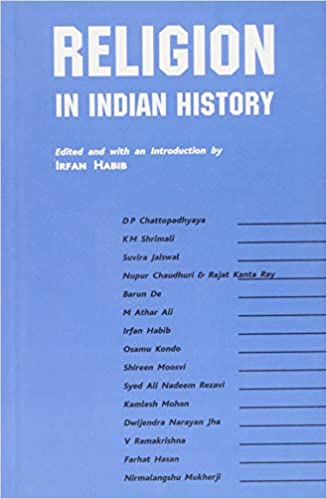 RELIGION
IN INDIAN HISTORY
Edited and with an Introduction by
IRFAN HABIB
D P Chattopadhyaya
K M Shrimali
Suvira Jaiswal
Nupur Chaudhuri & Rajat Kanta Ray
Barun De
M Athar Ali
Irfan Habib
Osamu Kondo
Shireen Moosvi
Syed Ali Nadeem Rezavi
Kamlesh Mohan
Dwijendra Narayan Jha
V Ramakrishna
Farhat Hasan
Nirmalangshu Mukherji